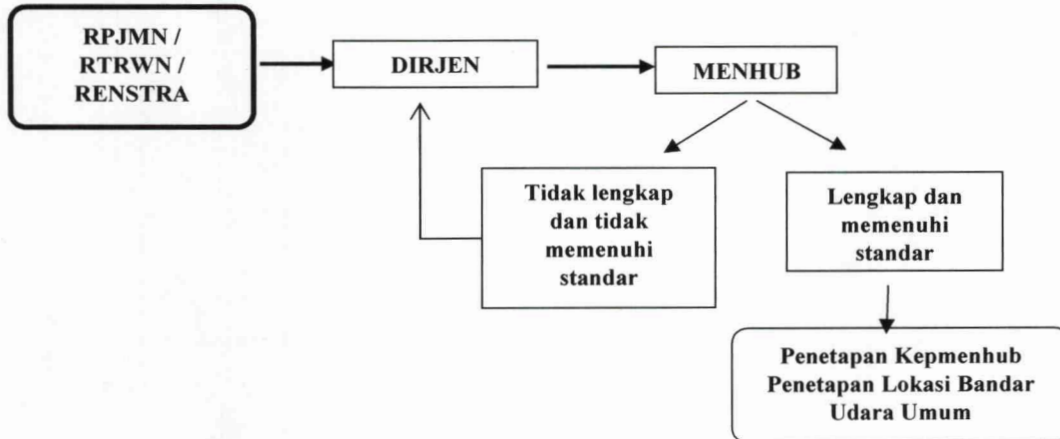 RPJMN /
RTRWN /
RENSTRA
DIRJEN
MENHUB
Tidak lengkap
dan tidak
memenuhi
standar
Lengkap dan
memenuhi
standar
Penetapan Kepmenhub
Penetapan Lokasi Bandar
Udara Umum